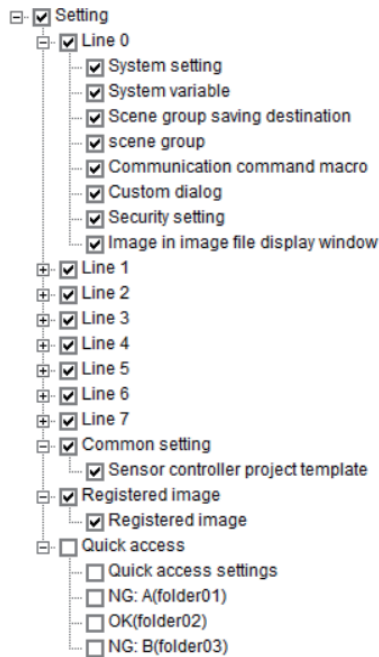 Setting
Line 0
System setting
System variable
Scene group saving destination
scene group
Communication command macro
Custom dialog
Security setting
Image in image file display window
Line 1
Line 2
Line 3
Line 4
Line 5
Line 6
Line 7
Common setting
Sensor controller project template
Registered image
Registered image
Quick access
Quick access settings
NG: A(folder01)
OK(folder02)
NG: B(folder03)